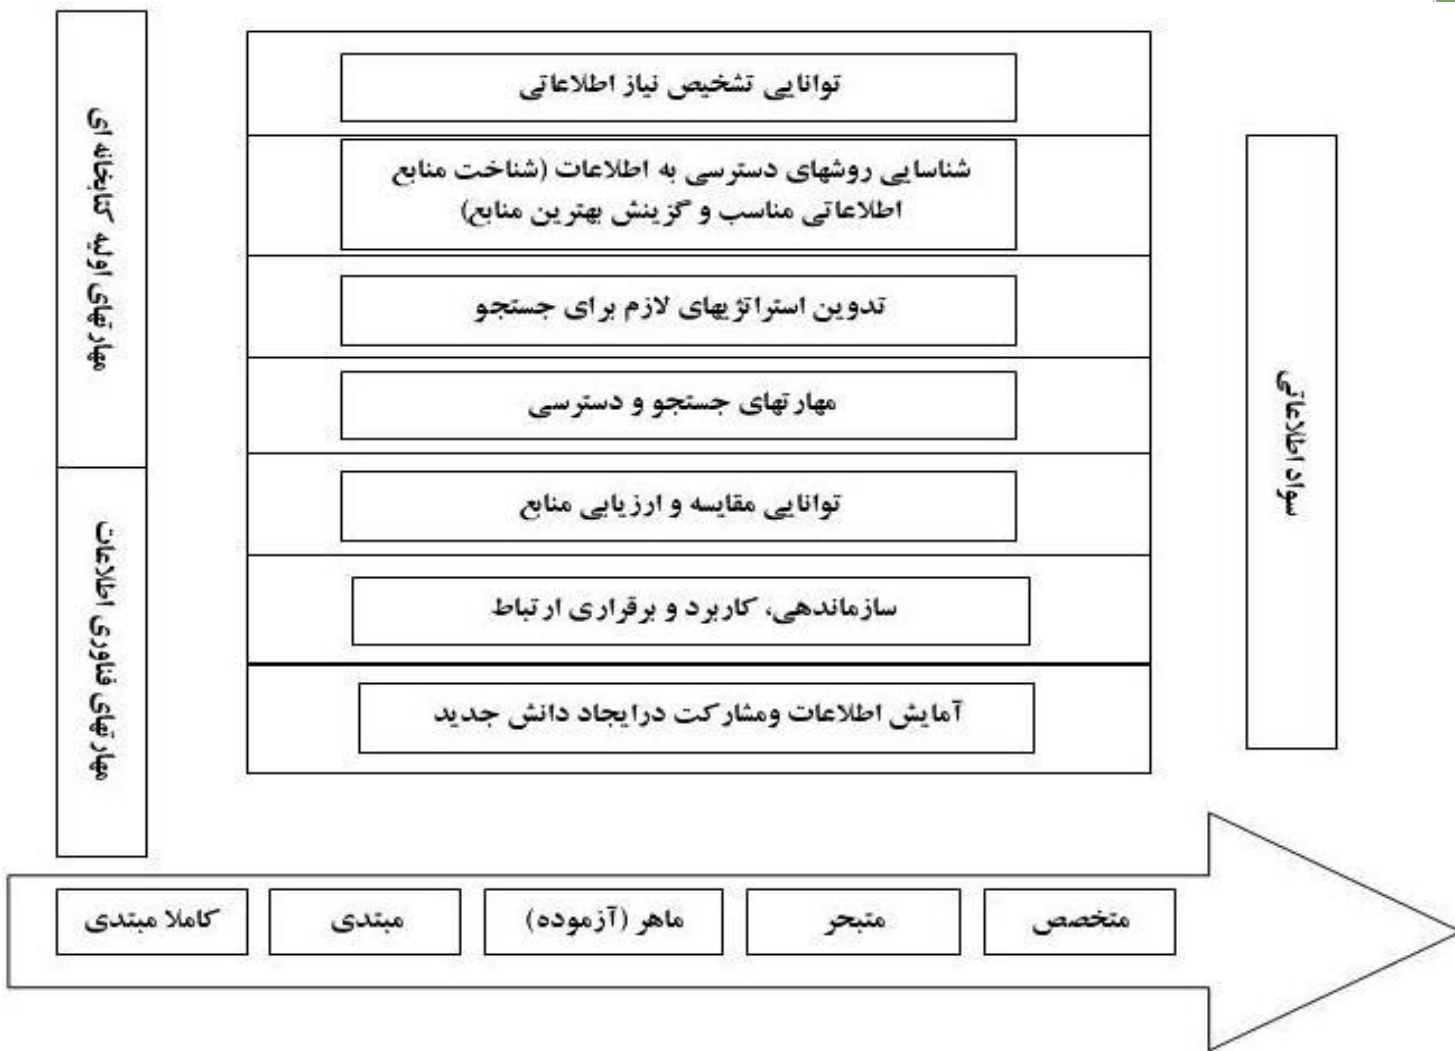 توانایی تشخیص نیاز اطلاعاتی
شناسایی روشهای دسترسی به اطلاعات (شناخت منابع
اطلاعاتی مناسب و گزینش بهترین منابع)
تدوین استراتژیهای لازم برای جستجو
مهارتهای جستجو و دسترسی
توانایی مقایسه و ارزیابی منابع
سازماندهی، کاربرد و برقراری ارتباط
آمایش اطلاعات ومشارکت درایجاد دانش جدید
سواد اطلاعاتی
مهارتهای اولیه کتابخانه ای
مهارتهای فناوری اطلاعات
کاملا مبتدی
مبتدی
ماهر (آزموده)
متبحر
متخصص